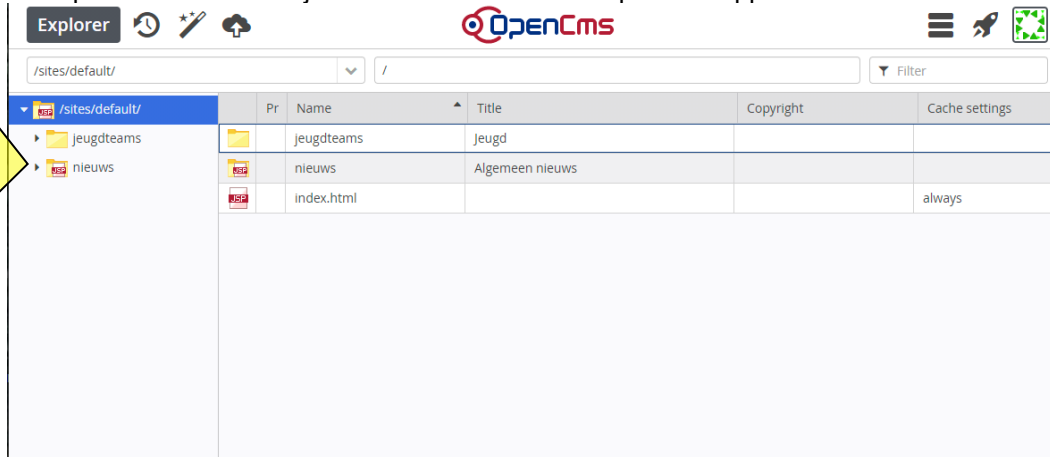 Explorer OpenCms
/sites/default/ / Filter
/sites/default/ Pr Name Title Copyright Cache settings
jeugdteams jeugdteams Jeugd
nieuws nieuws Algemeen nieuws
index.html always